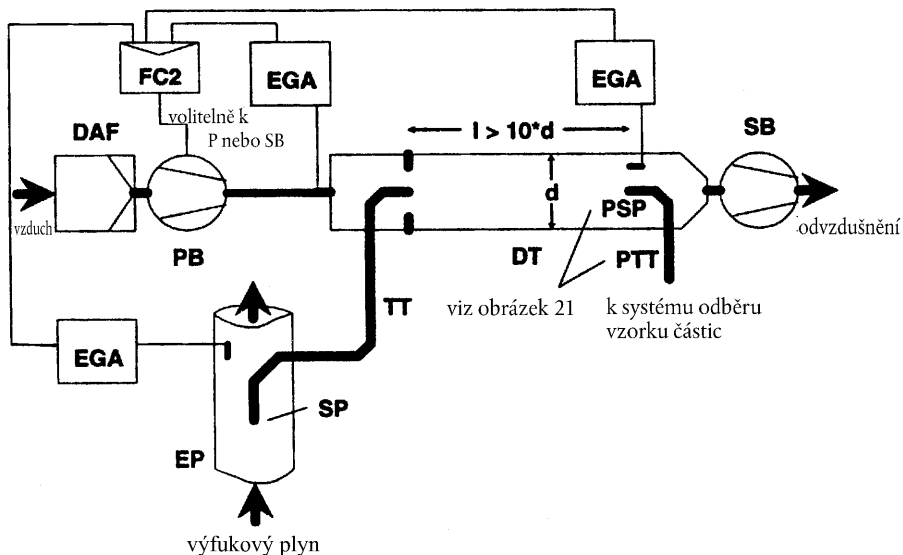 FC2
EGA
EGA
volitelně k
P nebo SB
DAF
l > 10*d
SB
vzduch
d
PSP
odvzdušnění
PB
DT
PTT
TT
viz obrázek 21
k systému odběru
vzorku částic
EGA
SP
EP
výfukový plyn